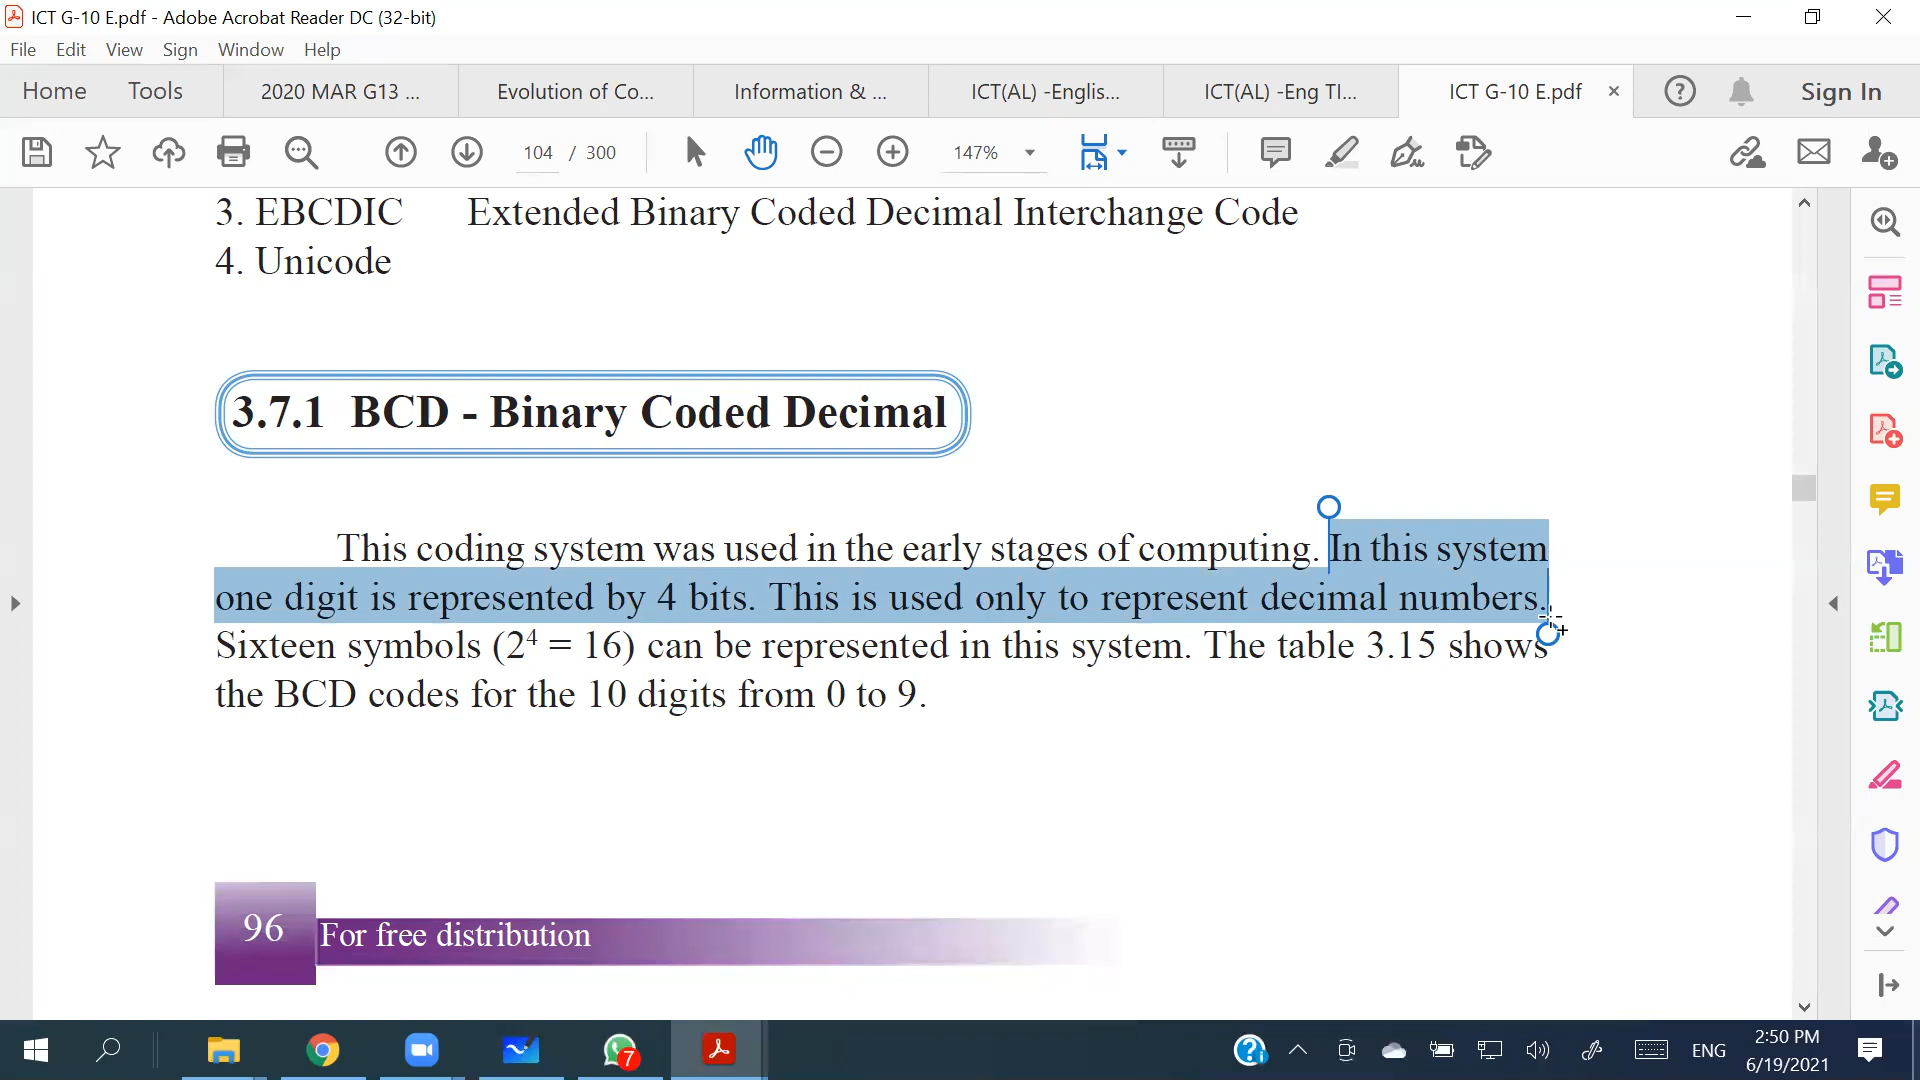 ICT G-10 E.pdf - Adobe Acrobat Reader DC (32-bit)
File Edit View Sign Window Help
Home Tools 2020 MAR G13 ... Evolution of Co... Information & ... ICT(AL) -Englis... ICT(AL) -Eng TI... ICT G-10 E.pdf × Sign In
104 / 300 147%
3. EBCDIC Extended Binary Coded Decimal Interchange Code
4. Unicode
3.7.1 BCD - Binary Coded Decimal
This coding system was used in the early stages of computing. In this system
one digit is represented by 4 bits. This is used only to represent decimal numbers.
Sixteen symbols (2⁴ = 16) can be represented in this system. The table 3.15 shows
the BCD codes for the 10 digits from 0 to 9.
96 For free distribution
7
ENG
2:50 PM
6/19/2021